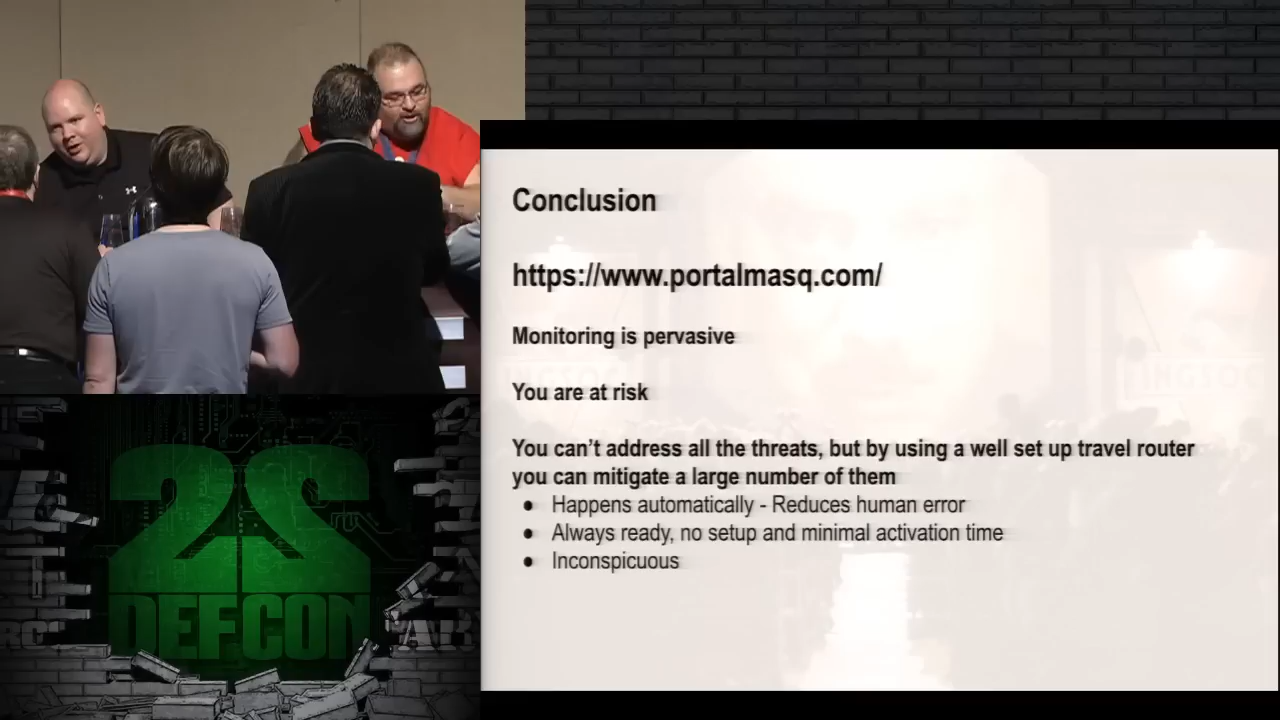 Conclusion
https://www.portalmasq.com/
Monitoring is pervasive
You are at risk
You can’t address all the threats, but by using a well set up travel router
you can mitigate a large number of them
● Happens automatically - Reduces human error
● Always ready, no setup and minimal activation time
● Inconspicuous
INGSOC
22
DEFCON